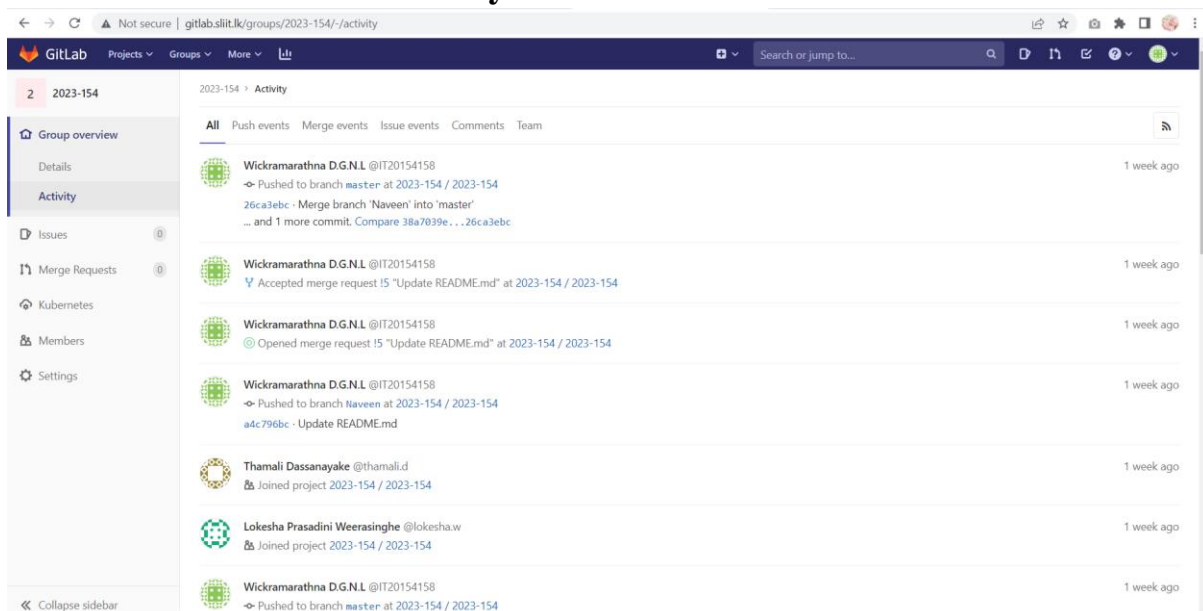 Not secure | gitlab.sliit.lk/groups/2023-154/-/activity
GitLab Projects Groups More Search or jump to...
2 2023-154
Group overview
Details
Activity
Issues 0
Merge Requests 0
Kubernetes
Members
Settings
Collapse sidebar
2023-154 > Activity
All Push events Merge events Issue events Comments Team
Wickramarathna D.G.N.L @IT20154158 1 week ago
Pushed to branch master at 2023-154 / 2023-154
26ca3ebc · Merge branch 'Naveen' into 'master'
... and 1 more commit. Compare 38a7039e...26ca3ebc
Wickramarathna D.G.N.L @IT20154158 1 week ago
Accepted merge request !5 "Update README.md" at 2023-154 / 2023-154
Wickramarathna D.G.N.L @IT20154158 1 week ago
Opened merge request !5 "Update README.md" at 2023-154 / 2023-154
Wickramarathna D.G.N.L @IT20154158 1 week ago
Pushed to branch Naveen at 2023-154 / 2023-154
a4c796bc · Update README.md
Thamali Dassanayake @thamali.d 1 week ago
Joined project 2023-154 / 2023-154
Lokesha Prasadini Weerasinghe @lokesha.w 1 week ago
Joined project 2023-154 / 2023-154
Wickramarathna D.G.N.L @IT20154158 1 week ago
Pushed to branch master at 2023-154 / 2023-154